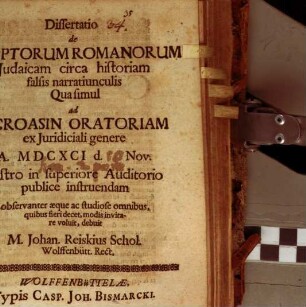 Dissertatio
de
PTORUM ROMANORUM
Judaicam circa historiam
falsis narratiunculis
Qua simul
ad
CROASIN ORATORIAM
ex Juridiciali genere
A. MDCXCI d. Nov.
stro in superiore Auditorio
publice instruendam
observanter æque ac studiose omnibus,
quibus fieri decet, modis invita-
re voluit, debuit
M. Johan. Reiskius Schol.
Wolffenbütt. Rect.
WOLFFENBUTTELÆ,
Typis CASP. JOH. BISMARCKI.